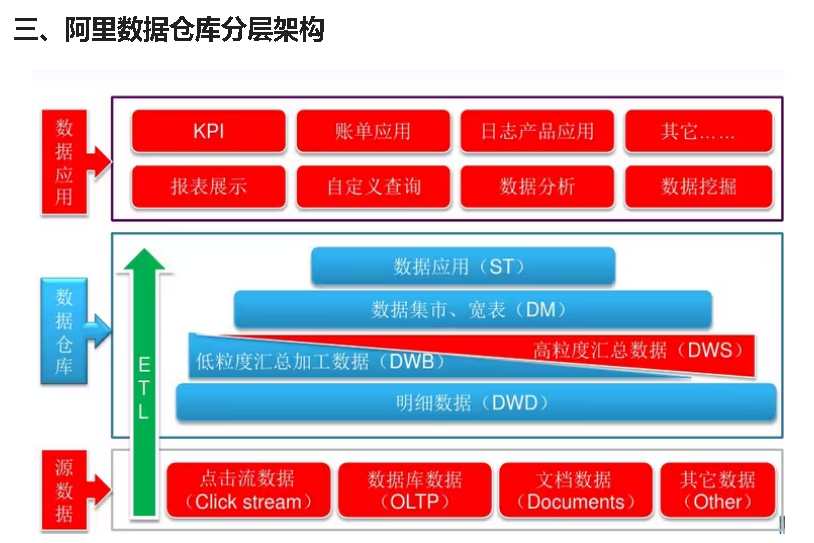 三、阿里数据仓库分层架构
数据应用
KPI
账单应用
日志产品应用
其它……
报表展示
自定义查询
数据分析
数据挖掘
数据仓库
ETL
数据应用（ST）
数据集市、宽表（DM）
高粒度汇总数据（DWS）
低粒度汇总加工数据（DWB）
明细数据（DWD）
源数据
点击流数据
（Click stream）
数据库数据
（OLTP）
文档数据
（Documents）
其它数据
（Other）